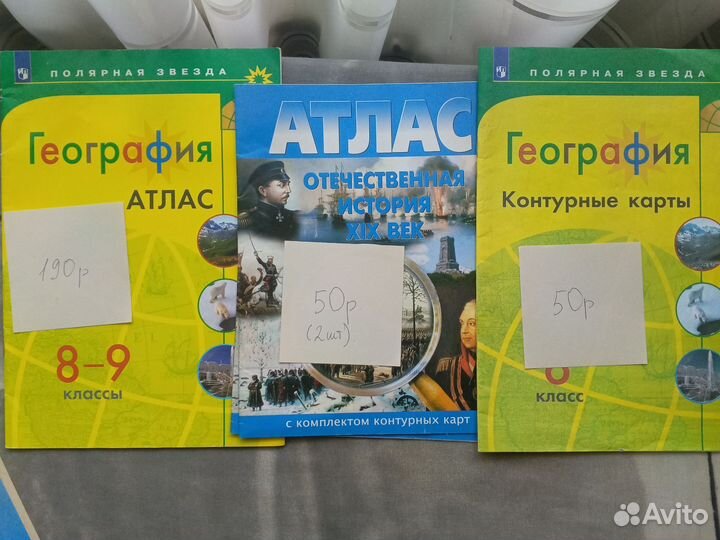 ПОЛЯРНАЯ ЗВЕЗДА
География
АТЛАС
190р
8–9
классы
АТЛАС
ОТЕЧЕСТВЕННАЯ
ИСТОРИЯ
XIX ВЕК
50р
(2шт)
с комплектом контурных карт
ПОЛЯРНАЯ ЗВЕЗДА
География
Контурные карты
50р
класс
Avito